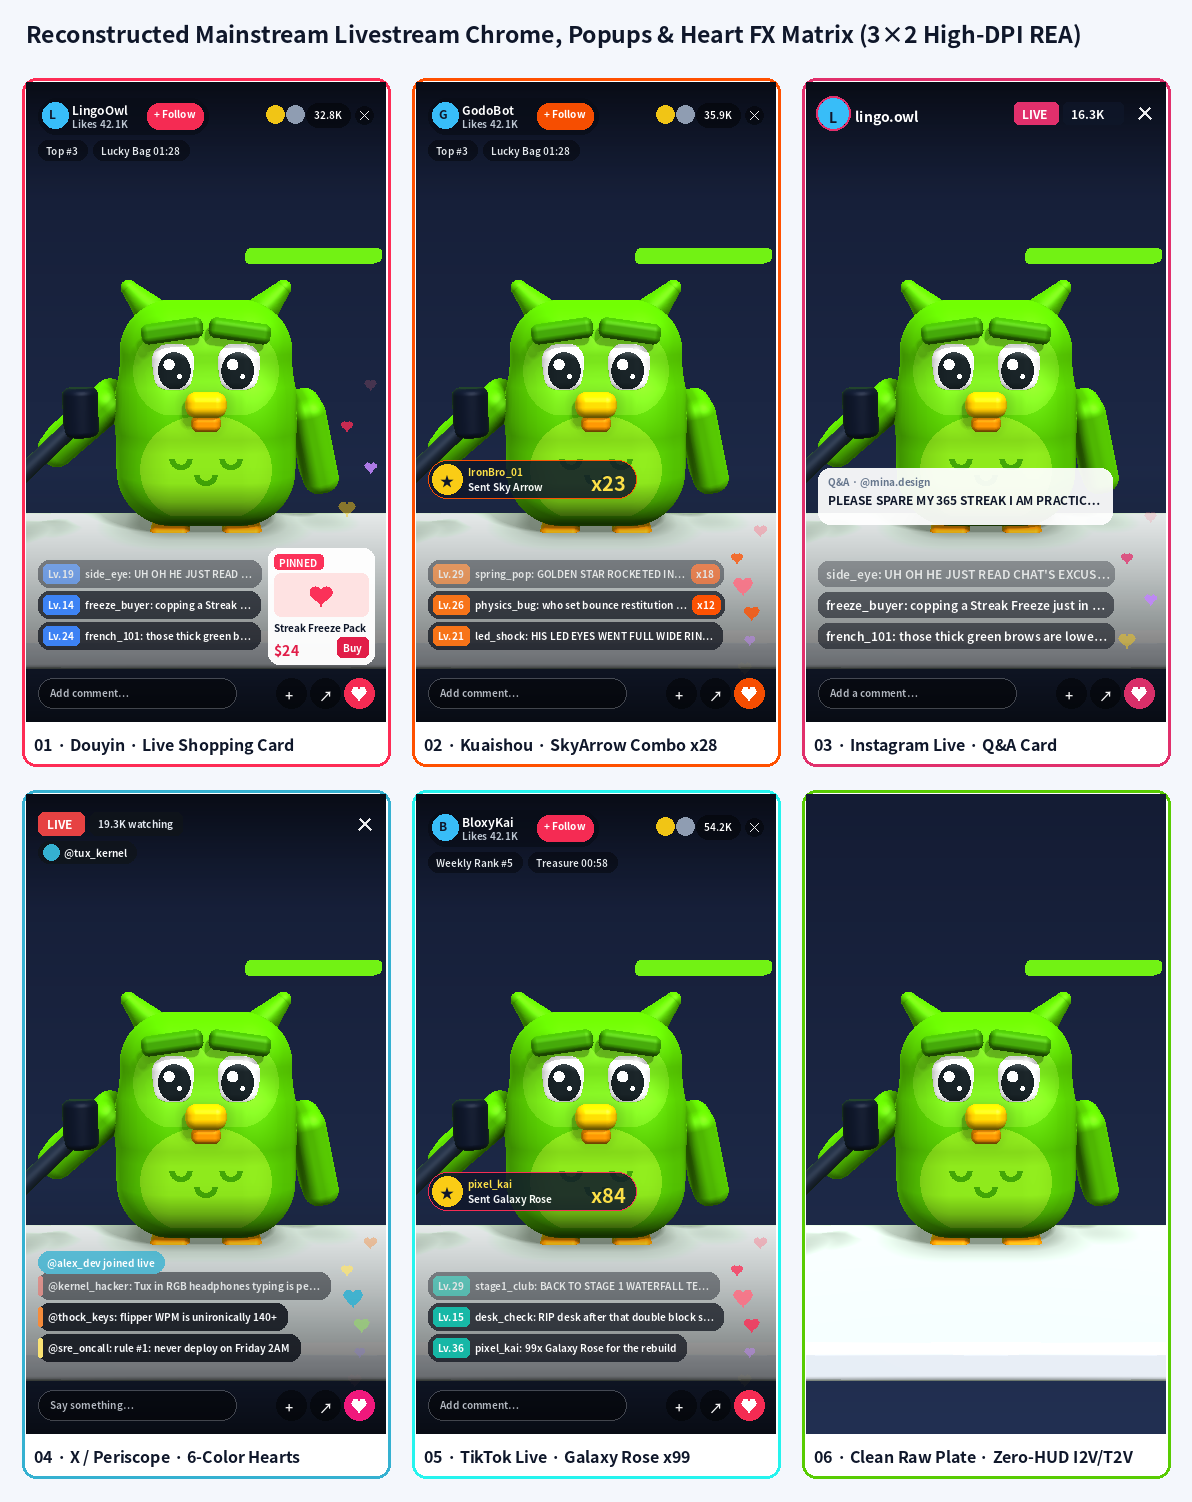 Reconstructed Mainstream Livestream Chrome, Popups & Heart FX Matrix (3×2 High-DPI REA)
L
LingoOwl
Likes 42.1K
+ Follow
32.8K
Top #3
Lucky Bag 01:28
Lv.19 side_eye: UH OH HE JUST READ ...
Lv.14 freeze_buyer: copping a Streak ...
Lv.24 french_101: those thick green b...
PINNED
Streak Freeze Pack
$24
Buy
Add comment...
+ ↗
01 · Douyin · Live Shopping Card
G
GodoBot
Likes 42.1K
+ Follow
35.9K
Top #3
Lucky Bag 01:28
IronBro_01
Sent Sky Arrow
x23
Lv.29 spring_pop: GOLDEN STAR ROCKETED IN... x18
Lv.26 physics_bug: who set bounce restitution ... x12
Lv.21 led_shock: HIS LED EYES WENT FULL WIDE RIN...
Add comment...
+ ↗
02 · Kuaishou · SkyArrow Combo x28
L
lingo.owl
LIVE
16.3K
Q&A · @mina.design
PLEASE SPARE MY 365 STREAK I AM PRACTIC...
side_eye: UH OH HE JUST READ CHAT'S EXCUS...
freeze_buyer: copping a Streak Freeze just in ...
french_101: those thick green brows are lowe...
Add a comment...
+ ↗
03 · Instagram Live · Q&A Card
LIVE
19.3K watching
@tux_kernel
@alex_dev joined live
@kernel_hacker: Tux in RGB headphones typing is pe...
@thock_keys: flipper WPM is unironically 140+
@sre_oncall: rule #1: never deploy on Friday 2AM
Say something...
+ ↗
04 · X / Periscope · 6-Color Hearts
B
BloxyKai
Likes 42.1K
+ Follow
54.2K
Weekly Rank #5
Treasure 00:58
pixel_kai
Sent Galaxy Rose
x84
Lv.29 stage1_club: BACK TO STAGE 1 WATERFALL TE...
Lv.15 desk_check: RIP desk after that double block s...
Lv.36 pixel_kai: 99x Galaxy Rose for the rebuild
Add comment...
+ ↗
05 · TikTok Live · Galaxy Rose x99
06 · Clean Raw Plate · Zero-HUD I2V/T2V